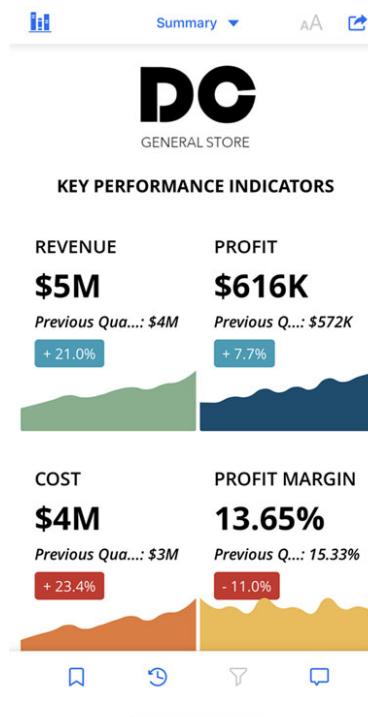 Summary
AA
DC
GENERAL STORE
KEY PERFORMANCE INDICATORS
REVENUE
$5M
Previous Qua...: $4M
+ 21.0%
PROFIT
$616K
Previous Q...: $572K
+ 7.7%
COST
$4M
Previous Qua...: $3M
+ 23.4%
PROFIT MARGIN
13.65%
Previous Q...: 15.33%
- 11.0%